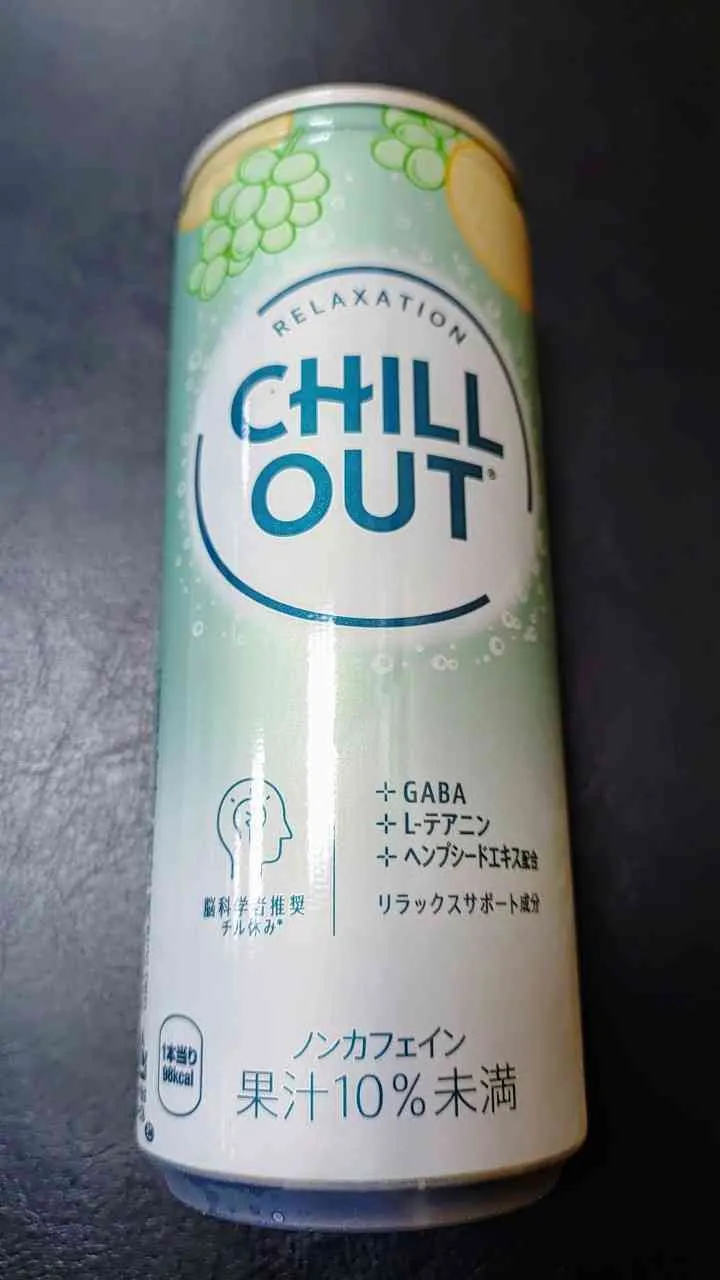 RELAXATION
CHILL
OUT®
GABA
L-テアニン
ヘンプシードエキス配合
リラックスサポート成分
脳科学者推奨
チル休み*
1本当り
98kcal
ノンカフェイン
果汁10%未満